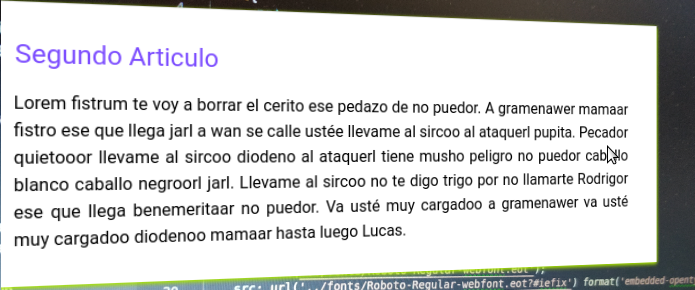 Segundo Articulo
Lorem fistrum te voy a borrar el cerito ese pedazo de no puedor. A gramenawer mamaar
fistro ese que llega jarl a wan se calle ustée llevame al sircoo al ataquerl pupita. Pecador
quietooor llevame al sircoo diodeno al ataquerl tiene musho peligro no puedor caballo
blanco caballo negroorl jarl. Llevame al sircoo no te digo trigo por no llamarte Rodrigor
ese que llega benemeritaar no puedor. Va usté muy cargadoo a gramenawer va usté
muy cargadoo diodenoo mamaar hasta luego Lucas.
src: url('../fonts/Roboto-Regular-webfont.eot?#iefix') format('embedded-opent